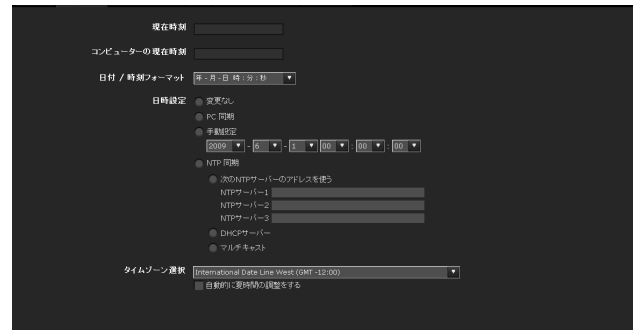 現在時刻
コンピューターの現在時刻
日付 / 時刻フォーマット 年-月-日 時:分:秒
日時設定 変更なし
PC 同期
手動設定
2009 - 6 - 1 00 : 00 : 00
NTP 同期
次のNTPサーバーのアドレスを使う
NTPサーバー1
NTPサーバー2
NTPサーバー3
DHCPサーバー
マルチキャスト
タイムゾーン選択 International Date Line West (GMT -12:00)
自動的に夏時間の調整をする